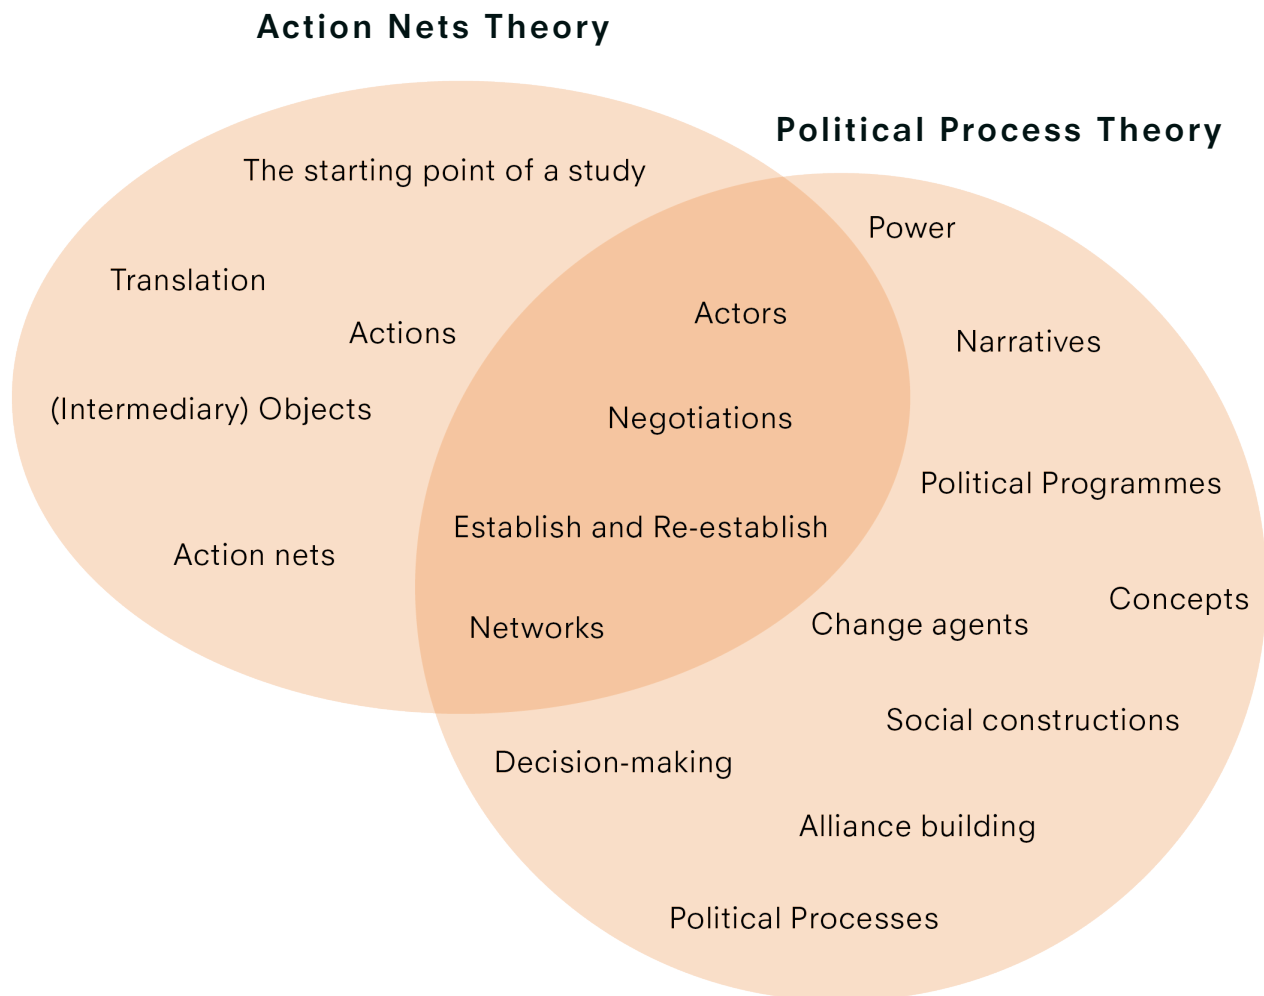 Action Nets Theory
Political Process Theory
The starting point of a study
Power
Translation
Actors
Actions
Narratives
(Intermediary) Objects
Negotiations
Political Programmes
Establish and Re-establish
Action nets
Concepts
Networks
Change agents
Social constructions
Decision-making
Alliance building
Political Processes